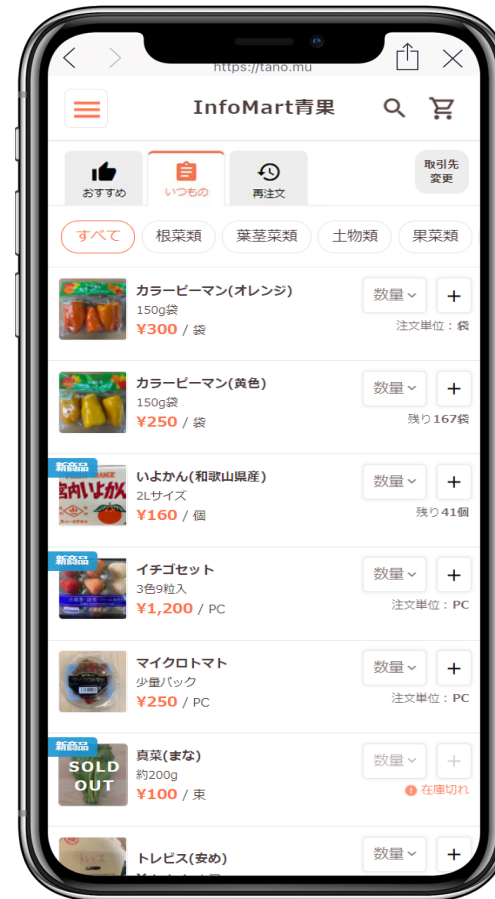 https://tano.mu
InfoMart青果
おすすめ
いつもの
再注文
取引先
変更
すべて
根菜類
葉茎菜類
土物類
果菜類
カラーピーマン(オレンジ)
150g袋
¥300 / 袋
数量
+
注文単位：袋
カラーピーマン(黄色)
150g袋
¥250 / 袋
数量
+
残り167袋
新商品
宮内いよかん
いよかん(和歌山県産)
2Lサイズ
¥160 / 個
数量
+
残り41個
新商品
イチゴセット
3色9粒入
¥1,200 / PC
数量
+
注文単位：PC
マイクロトマト
少量パック
¥250 / PC
数量
+
注文単位：PC
新商品
SOLD
OUT
真菜(まな)
約200g
¥100 / 束
数量
+
在庫切れ
トレビス
トレビス(安め)
数量
+